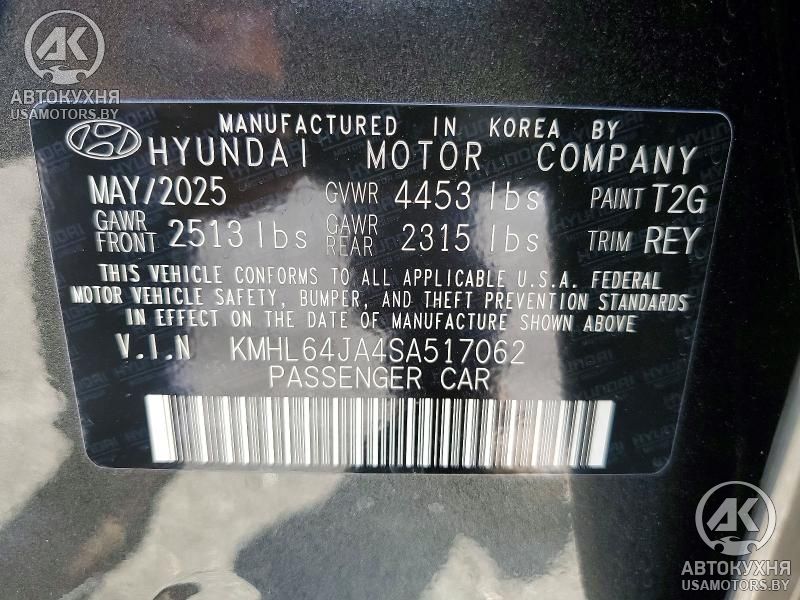 АВТОКУХНЯ
USAMOTORS.BY
MANUFACTURED IN KOREA BY
HYUNDAI MOTOR COMPANY
MAY/2025 GVWR 4453 lbs PAINT T2G
GAWR FRONT 2513 lbs GAWR REAR 2315 lbs TRIM REY
THIS VEHICLE CONFORMS TO ALL APPLICABLE U.S.A. FEDERAL
MOTOR VEHICLE SAFETY, BUMPER, AND THEFT PREVENTION STANDARDS
IN EFFECT ON THE DATE OF MANUFACTURE SHOWN ABOVE
V.I.N KMHL64JA4SA517062
PASSENGER CAR
АВТОКУХНЯ
USAMOTORS.BY